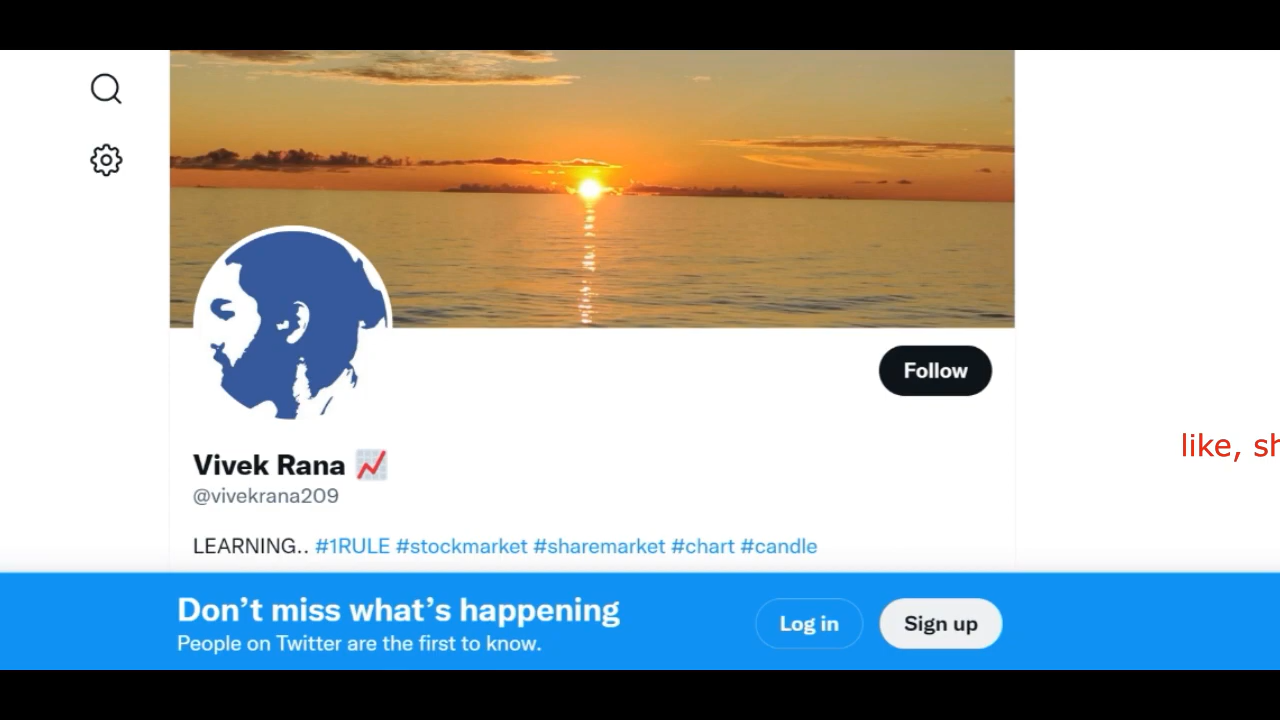 Follow
like, sh
Vivek Rana 📈
@vivekrana209
LEARNING.. #1RULE #stockmarket #sharemarket #chart #candle
Don't miss what's happening
People on Twitter are the first to know.
Log in
Sign up